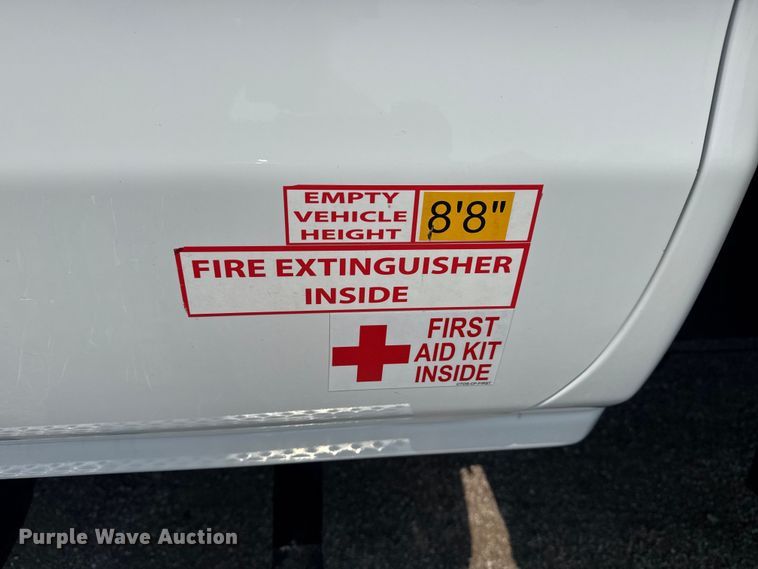 EMPTY
VEHICLE
HEIGHT
8'8"
FIRE EXTINGUISHER
INSIDE
FIRST
AID KIT
INSIDE
Purple Wave Auction